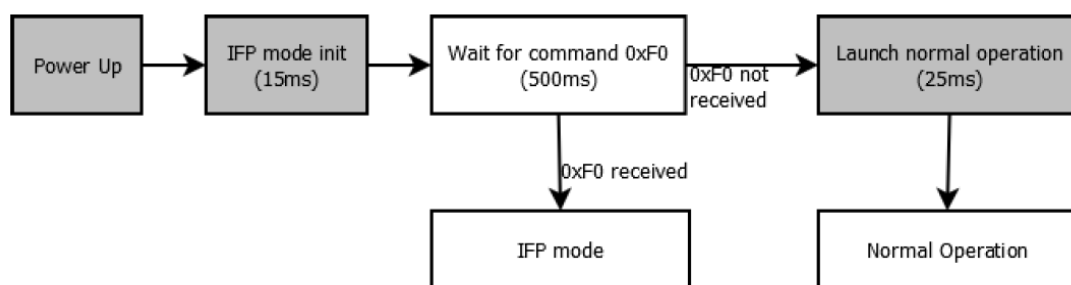 Power Up
IFP mode init
(15ms)
Wait for command 0xF0
(500ms)
0xF0 not
received
Launch normal operation
(25ms)
0xF0 received
IFP mode
Normal Operation